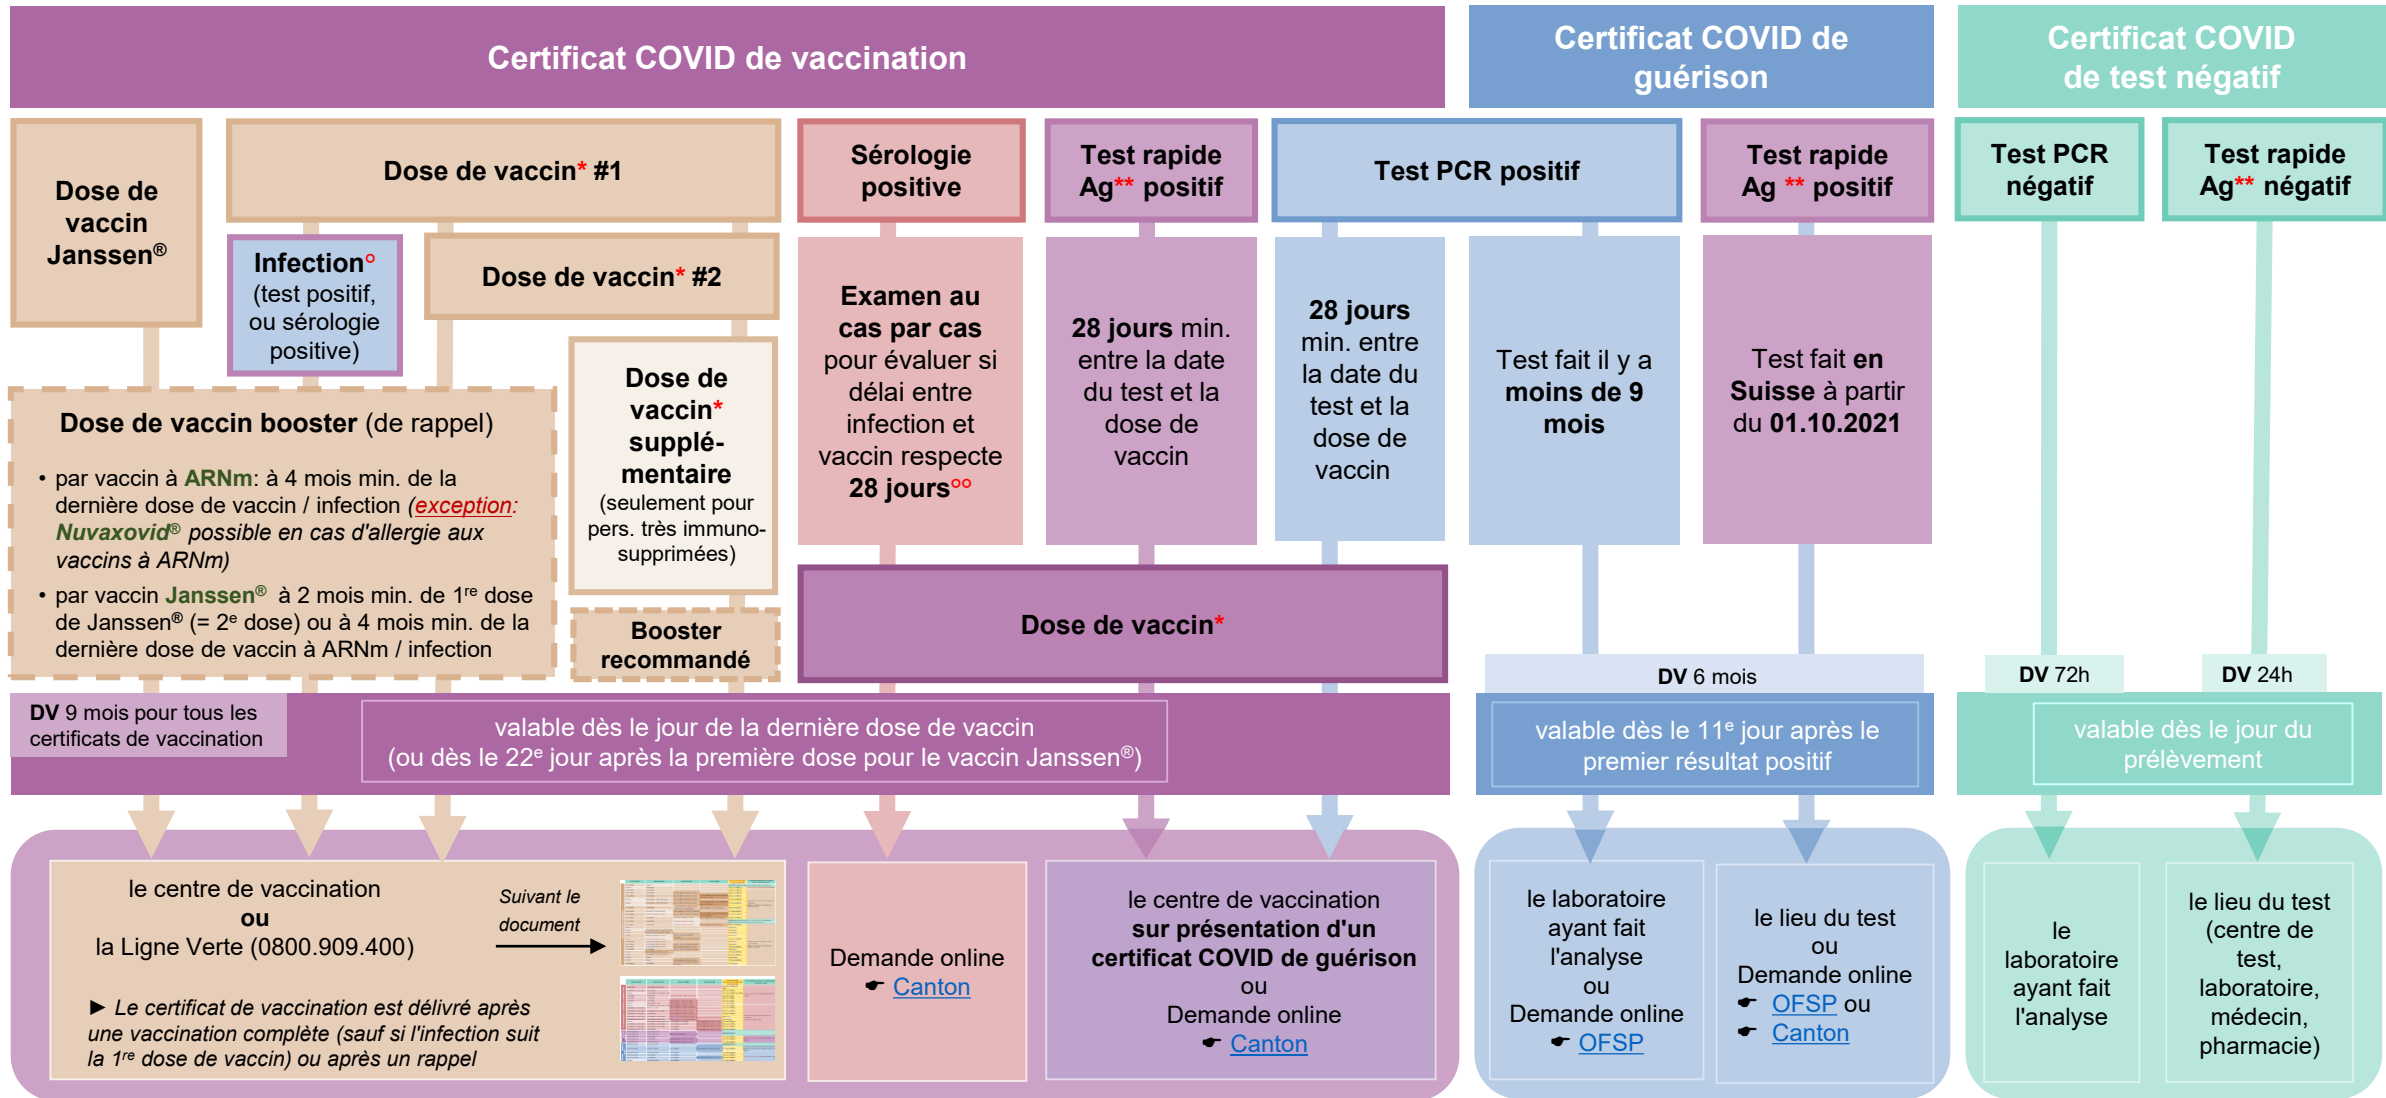 Certificat COVID de vaccination
Certificat COVID de
guérison
Certificat COVID
de test négatif
Dose de
vaccin
Janssen®
Dose de vaccin* #1
Infection°
(test positif,
ou sérologie
positive)
Dose de vaccin* #2
Dose de
vaccin*
supplé-
mentaire
(seulement pour
pers. très immuno-
supprimées)
Booster
recommandé
Dose de vaccin booster (de rappel)
• par vaccin à ARNm: à 4 mois min. de la
dernière dose de vaccin / infection (exception:
Nuvaxovid® possible en cas d'allergie aux
vaccins à ARNm)
• par vaccin Janssen® à 2 mois min. de 1re dose
de Janssen® (= 2e dose) ou à 4 mois min. de la
dernière dose de vaccin à ARNm / infection
Sérologie
positive
Examen au
cas par cas
pour évaluer si
délai entre
infection et
vaccin respecte
28 jours°°
Test rapide
Ag** positif
28 jours min.
entre la date
du test et la
dose de
vaccin
Test PCR positif
28 jours
min. entre
la date du
test et la
dose de
vaccin
Test fait il y a
moins de 9
mois
Test rapide
Ag ** positif
Test fait en
Suisse à partir
du 01.10.2021
Test PCR
négatif
Test rapide
Ag** négatif
Dose de vaccin*
DV 6 mois
DV 72h
DV 24h
DV 9 mois pour tous les
certificats de vaccination
valable dès le jour de la dernière dose de vaccin
(ou dès le 22e jour après la première dose pour le vaccin Janssen®)
valable dès le 11e jour après le
premier résultat positif
valable dès le jour du
prélèvement
le centre de vaccination
ou
la Ligne Verte (0800.909.400)
Suivant le
document
► Le certificat de vaccination est délivré après
une vaccination complète (sauf si l'infection suit
la 1re dose de vaccin) ou après un rappel
Demande online
☛ Canton
le centre de vaccination
sur présentation d'un
certificat COVID de guérison
ou
Demande online
☛ Canton
le laboratoire
ayant fait
l'analyse
ou
Demande online
☛ OFSP
le lieu du test
ou
Demande online
☛ OFSP ou
☛ Canton
le
laboratoire
ayant fait
l'analyse
le lieu du test
(centre de
test,
laboratoire,
médecin,
pharmacie)